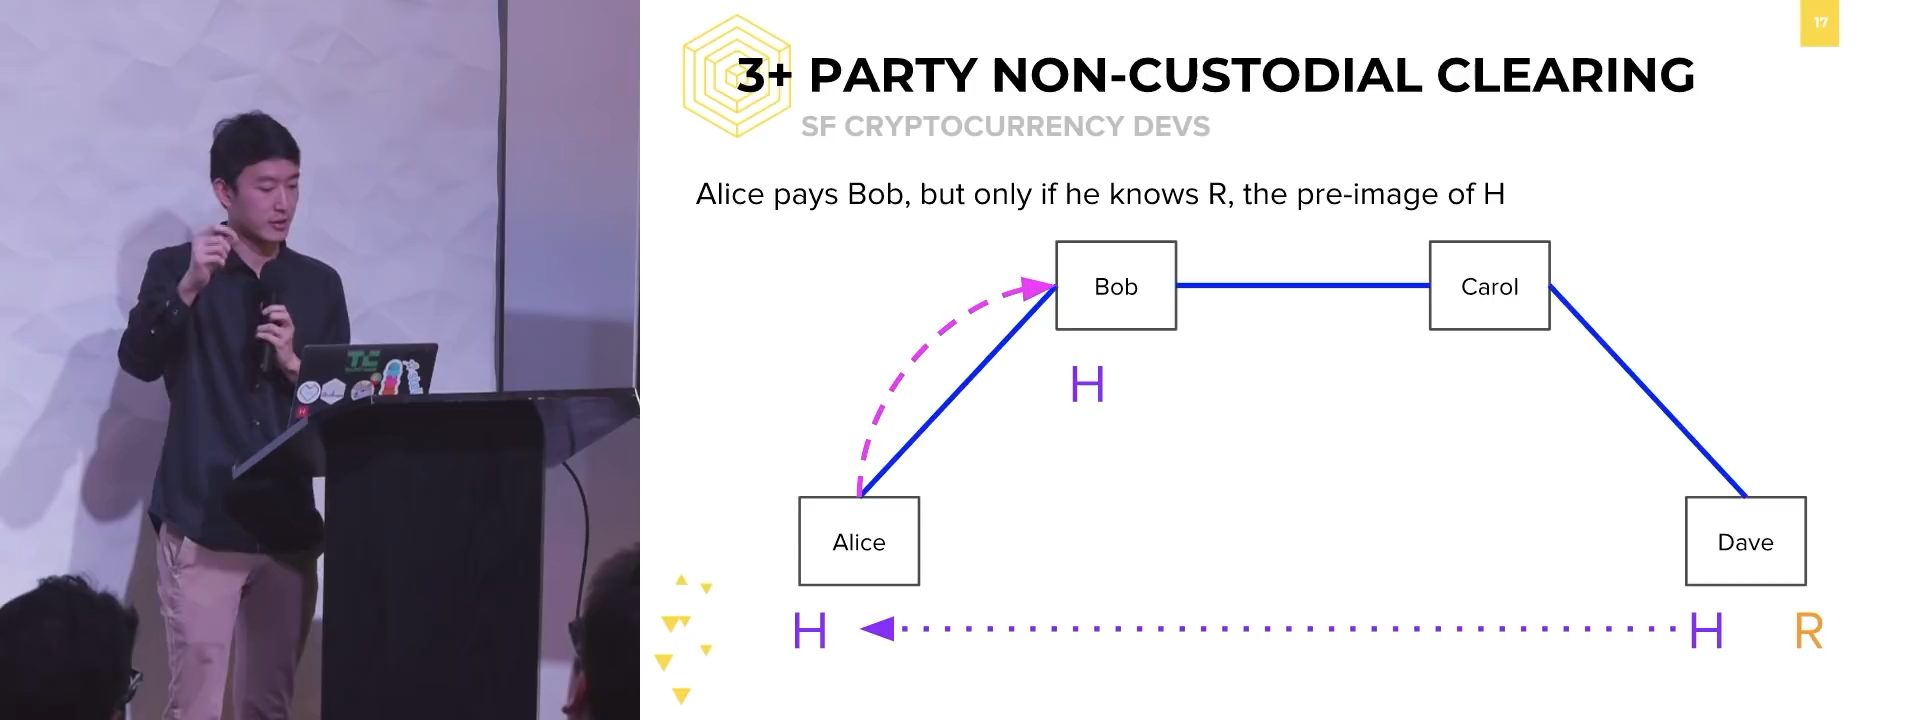 17
3+ PARTY NON-CUSTODIAL CLEARING
SF CRYPTOCURRENCY DEVS
Alice pays Bob, but only if he knows R, the pre-image of H
Bob
Carol
H
Alice
Dave
H
H
R
TC
H